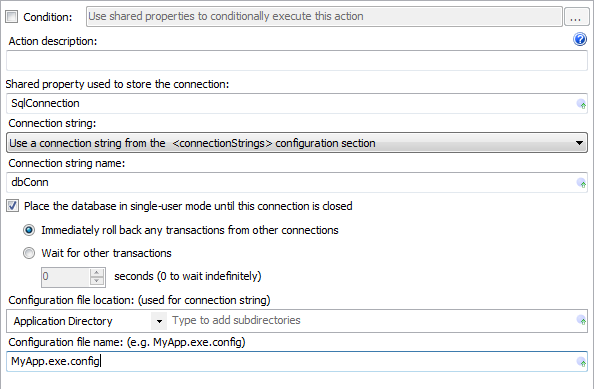 Condition: Use shared properties to conditionally execute this action ...
Action description: ?
Shared property used to store the connection:
SqlConnection
Connection string:
Use a connection string from the <connectionStrings> configuration section
Connection string name:
dbConn
Place the database in single-user mode until this connection is closed
Immediately roll back any transactions from other connections
Wait for other transactions
0 seconds (0 to wait indefinitely)
Configuration file location: (used for connection string)
Application Directory Type to add subdirectories
Configuration file name: (e.g. MyApp.exe.config)
MyApp.exe.config